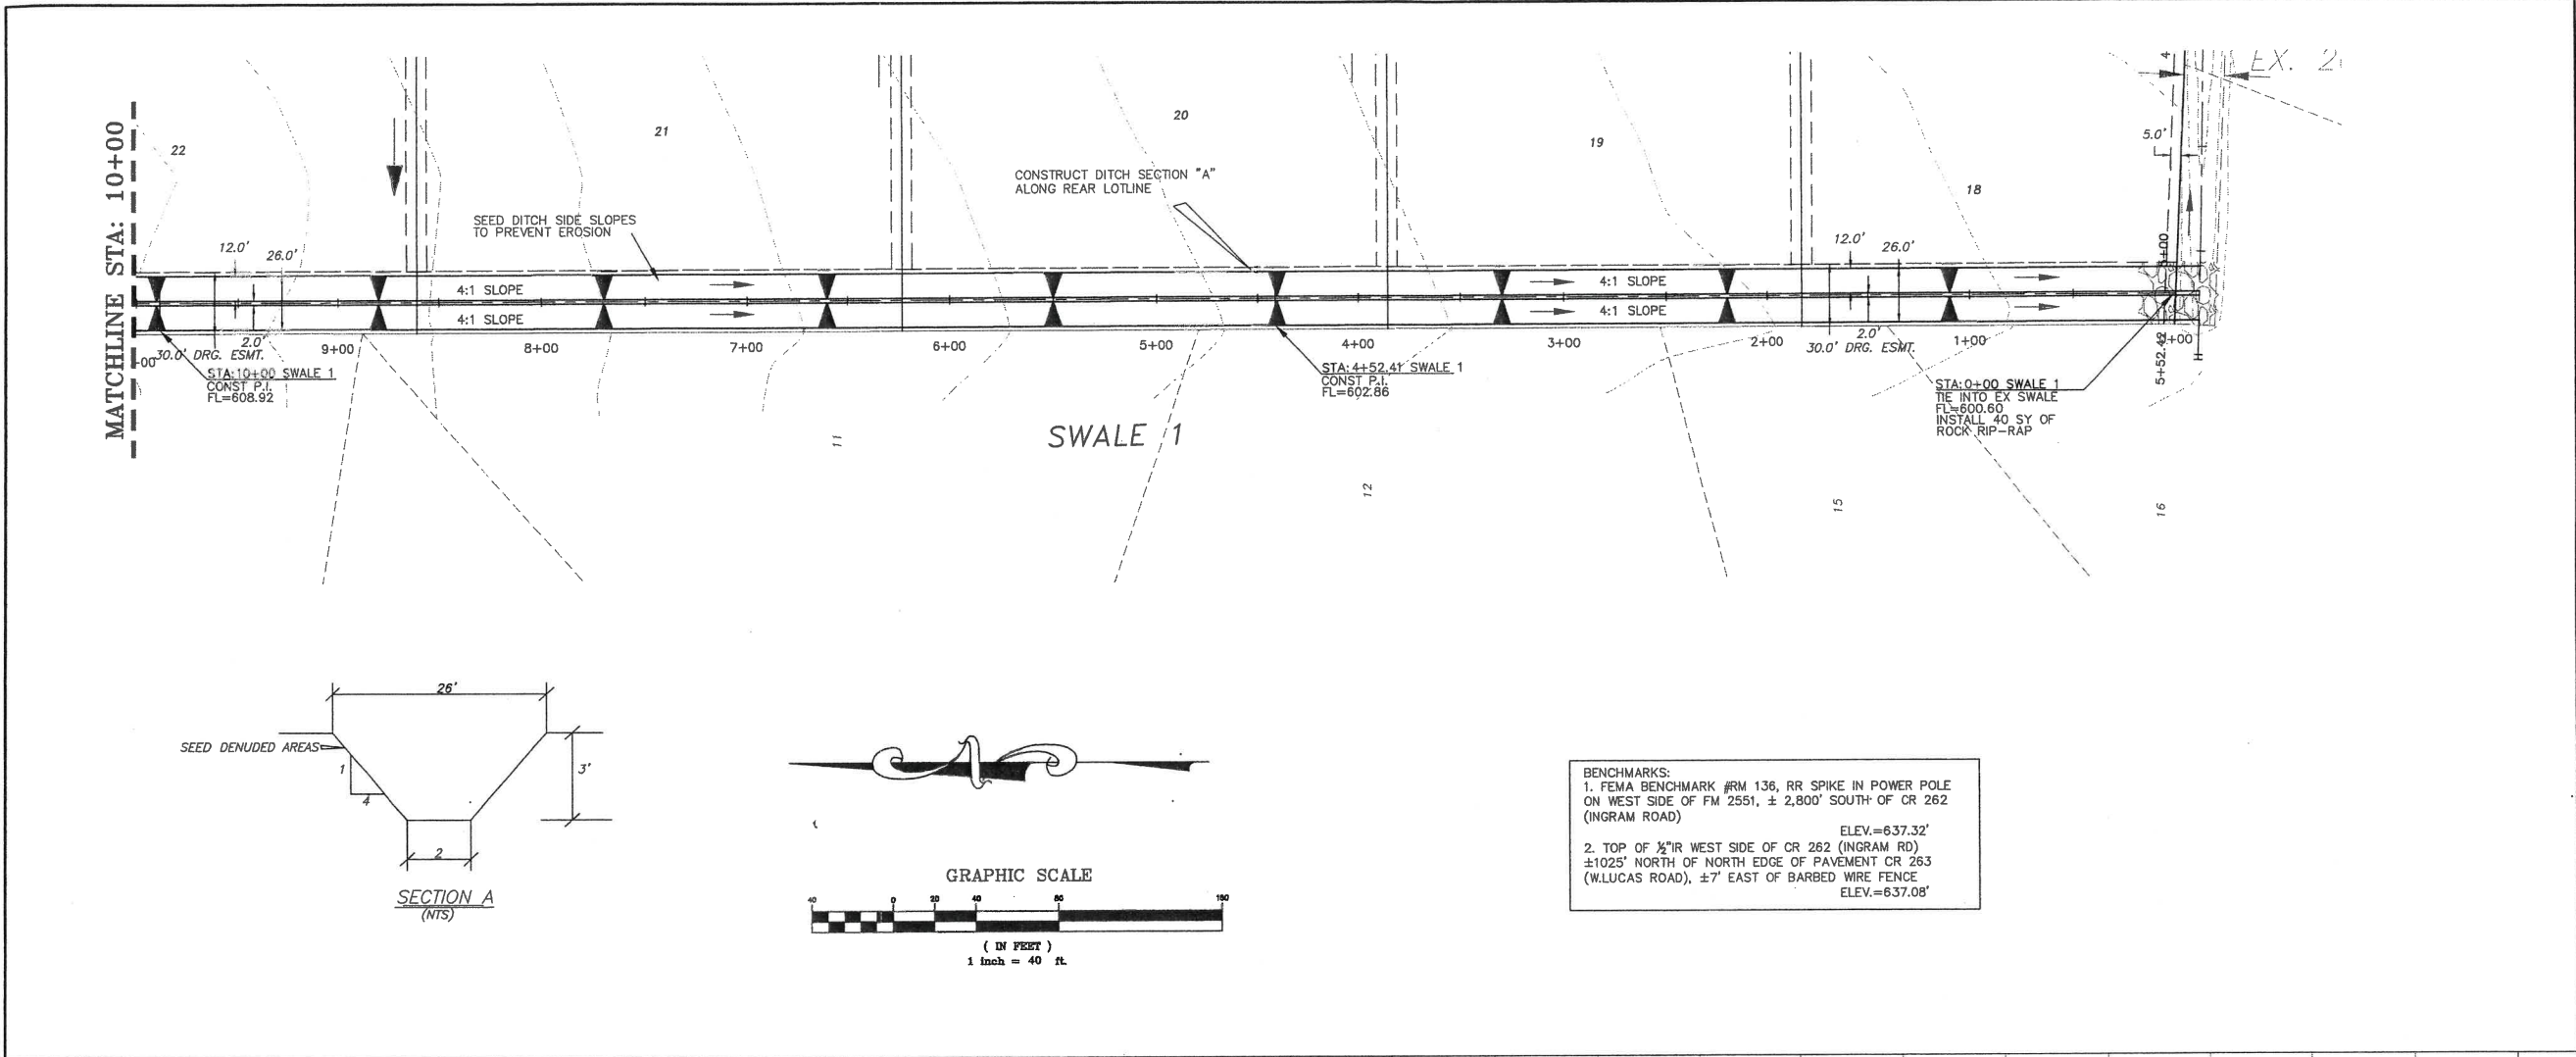 EX. 2
4
MATCHLINE STA: 10+00
22
21
20
19
18
5.0'
CONSTRUCT DITCH SECTION "A"
ALONG REAR LOTLINE
SEED DITCH SIDE SLOPES
TO PREVENT EROSION
12.0'
26.0'
12.0'
26.0'
4:1 SLOPE
4:1 SLOPE
4:1 SLOPE
4:1 SLOPE
2.0'
2.0'
30.0' DRG. ESMT.
30.0' DRG. ESMT.
9+00
8+00
7+00
6+00
5+00
4+00
3+00
2+00
1+00
5+52.42
STA:10+00 SWALE 1
CONST P.I.
FL=608.92
STA:4+52.41 SWALE 1
CONST P.I.
FL=602.86
STA:0+00 SWALE 1
TIE INTO EX SWALE
FL=600.60
INSTALL 40 SY OF
ROCK RIP-RAP
SWALE 1
11
12
15
16
26'
SEED DENUDED AREAS
1
4
3'
2
SECTION A
(NTS)
N
GRAPHIC SCALE
40 0 20 40 80 160
( IN FEET )
1 inch = 40 ft.
BENCHMARKS:
1. FEMA BENCHMARK #RM 136, RR SPIKE IN POWER POLE
ON WEST SIDE OF FM 2551, ± 2,800' SOUTH OF CR 262
(INGRAM ROAD)
ELEV.=637.32'
2. TOP OF ½"IR WEST SIDE OF CR 262 (INGRAM RD)
±1025' NORTH OF NORTH EDGE OF PAVEMENT CR 263
(W.LUCAS ROAD), ±7' EAST OF BARBED WIRE FENCE
ELEV.=637.08'